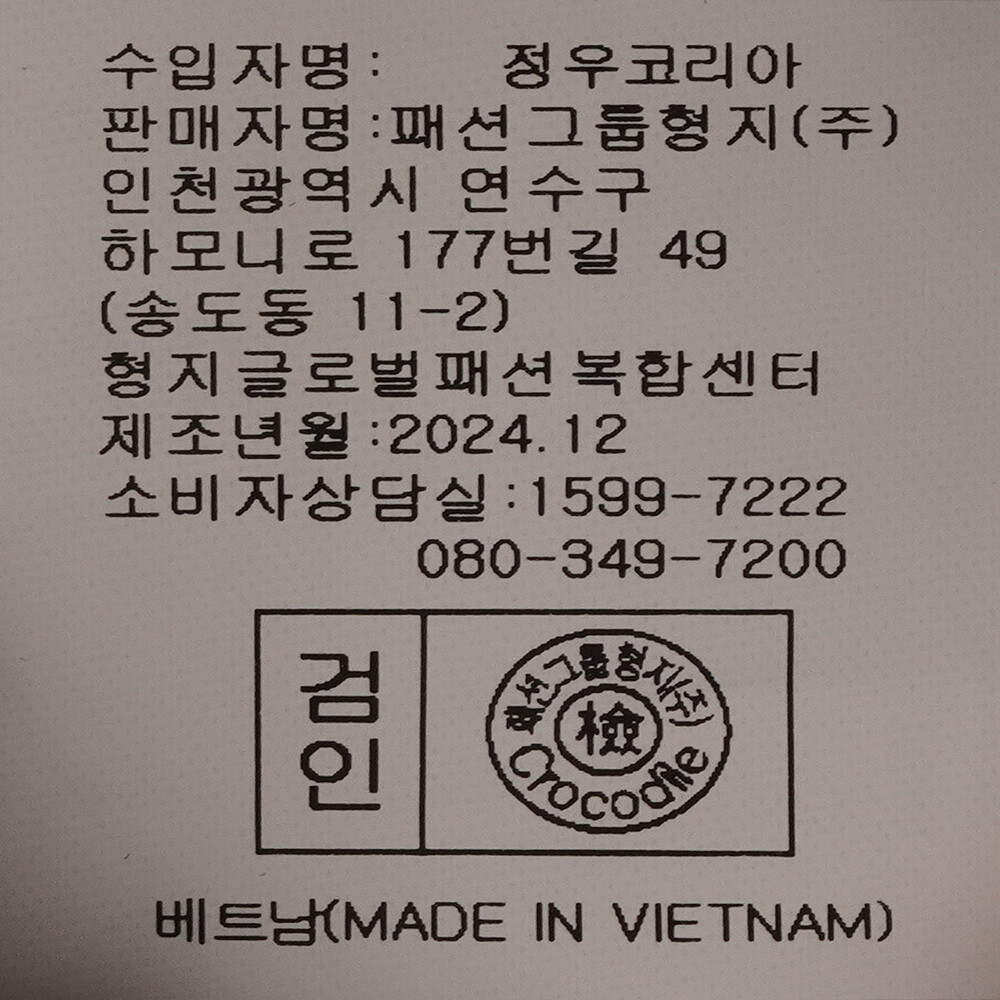 수입자명: 정우코리아
판매자명:패션그룹형지(주)
인천광역시 연수구
하모니로 177번길 49
(송도동 11-2)
형지글로벌패션복합센터
제조년월:2024.12
소비자상담실:1599-7222
080-349-7200
검인
패션그룹형지(주)
檢
Crocodile
베트남(MADE IN VIETNAM)